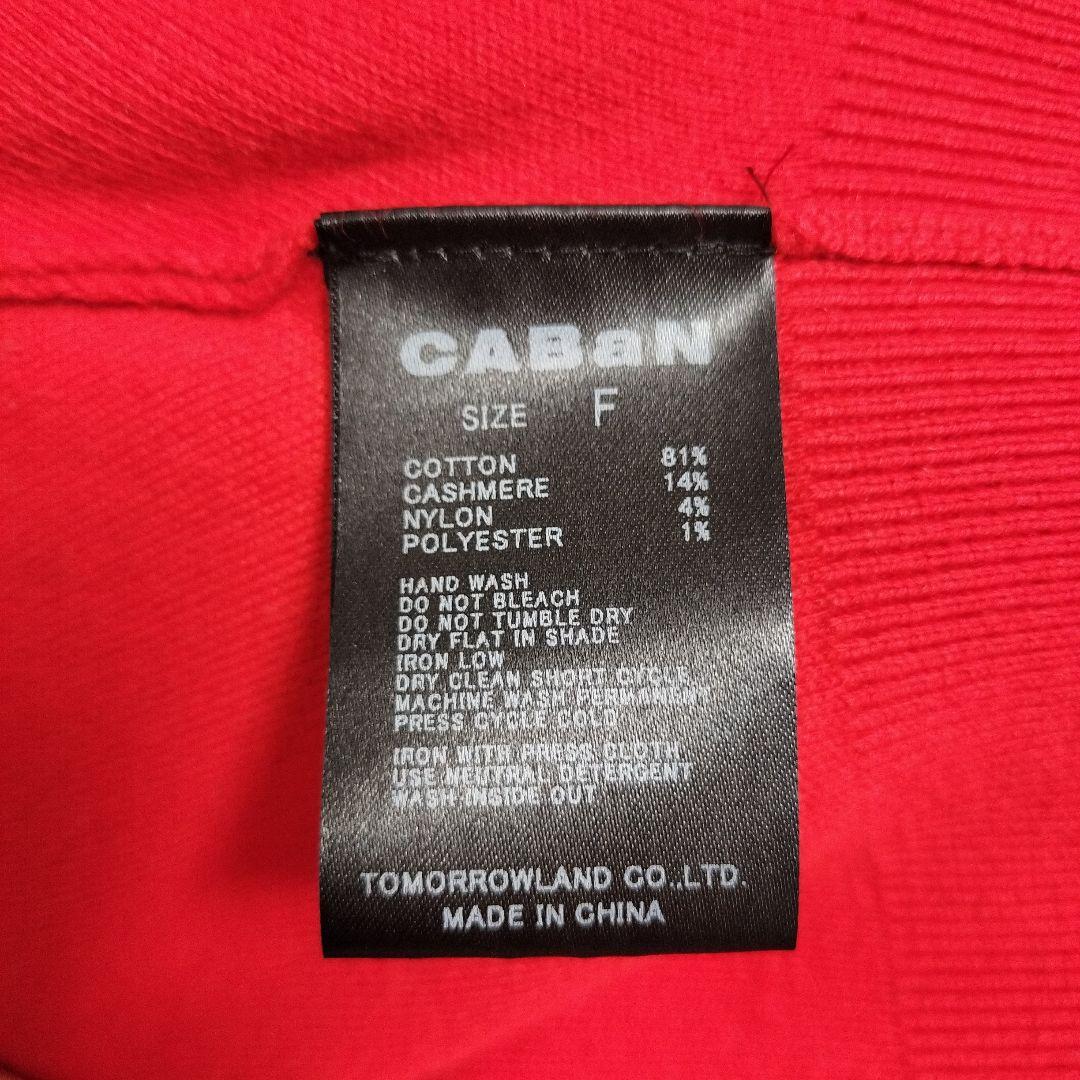 CABaN
SIZE F
COTTON 81%
CASHMERE 14%
NYLON 4%
POLYESTER 1%
HAND WASH
DO NOT BLEACH
DO NOT TUMBLE DRY
DRY FLAT IN SHADE
IRON LOW
DRY CLEAN SHORT CYCLE
MACHINE WASH PERMANENT
PRESS CYCLE COLD
IRON WITH PRESS CLOTH
USE NEUTRAL DETERGENT
WASH INSIDE OUT
TOMORROWLAND CO.,LTD.
MADE IN CHINA